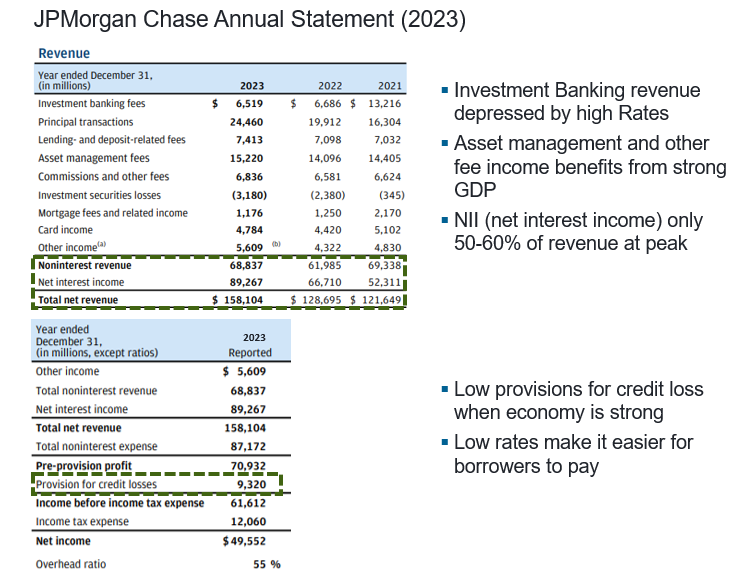 JPMorgan Chase Annual Statement (2023)
Revenue
Year ended December 31,
(in millions) 2023 2022 2021
Investment banking fees $ 6,519 $ 6,686 $ 13,216
Principal transactions 24,460 19,912 16,304
Lending- and deposit-related fees 7,413 7,098 7,032
Asset management fees 15,220 14,096 14,405
Commissions and other fees 6,836 6,581 6,624
Investment securities losses (3,180) (2,380) (345)
Mortgage fees and related income 1,176 1,250 2,170
Card income 4,784 4,420 5,102
Other income(a) 5,609 (b) 4,322 4,830
Noninterest revenue 68,837 61,985 69,338
Net interest income 89,267 66,710 52,311
Total net revenue $ 158,104 $ 128,695 $ 121,649
▪ Investment Banking revenue
depressed by high Rates
▪ Asset management and other
fee income benefits from strong
GDP
▪ NII (net interest income) only
50-60% of revenue at peak
Year ended
December 31, 2023
(in millions, except ratios) Reported
Other income $ 5,609
Total noninterest revenue 68,837
Net interest income 89,267
Total net revenue 158,104
Total noninterest expense 87,172
Pre-provision profit 70,932
Provision for credit losses 9,320
Income before income tax expense 61,612
Income tax expense 12,060
Net income $ 49,552
Overhead ratio 55 %
▪ Low provisions for credit loss
when economy is strong
▪ Low rates make it easier for
borrowers to pay